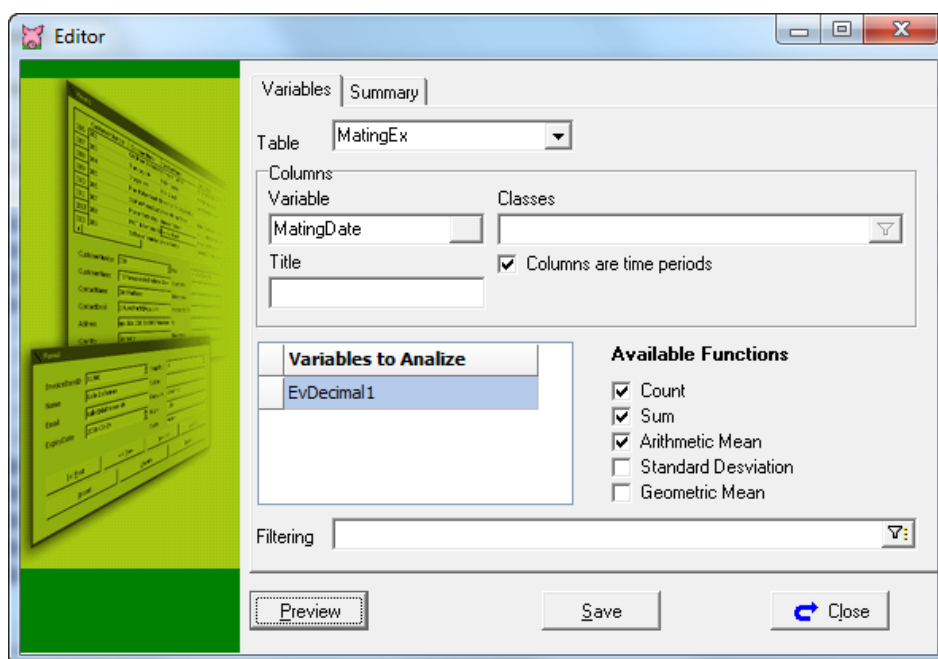 Editor
Variables
Summary
Table
MatingEx
Columns
Variable
Classes
MatingDate
Title
Columns are time periods
Variables to Analize
EvDecimal1
Available Functions
Count
Sum
Arithmetic Mean
Standard Desviation
Geometric Mean
Filtering
Preview
Save
Close